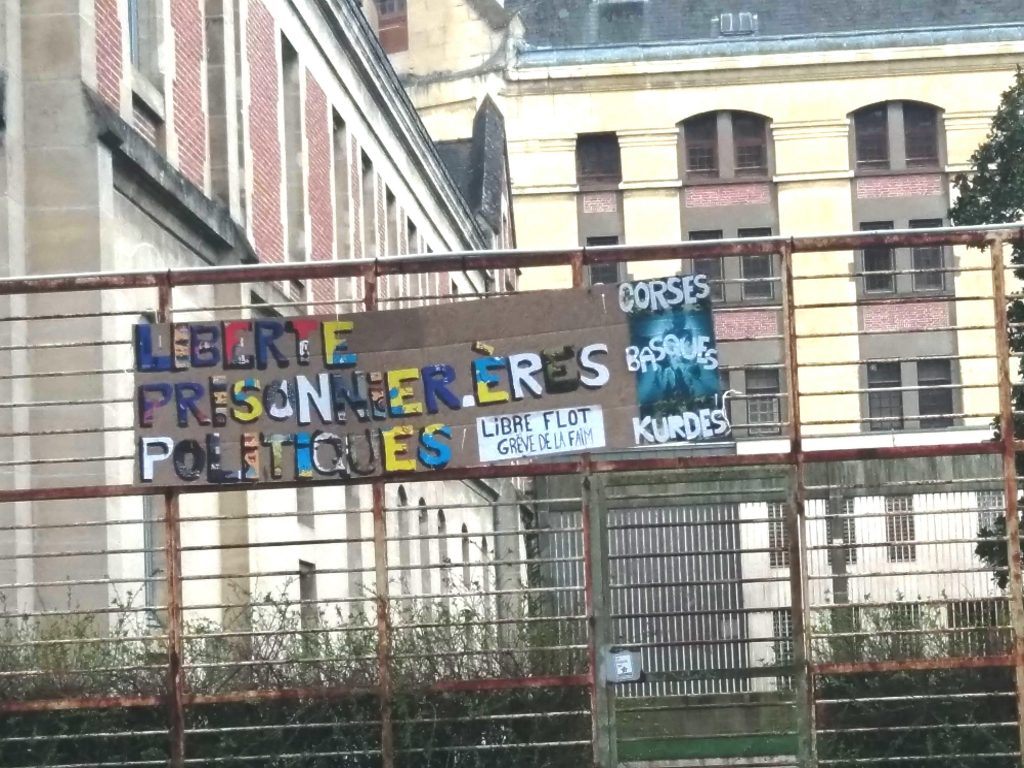 LIBERTE
PRISONNIER.ÈRES
POLITIQUES
LIBRE FLOT
GRÈVE DE LA FAIM
CORSES
BASQUES
KURDES